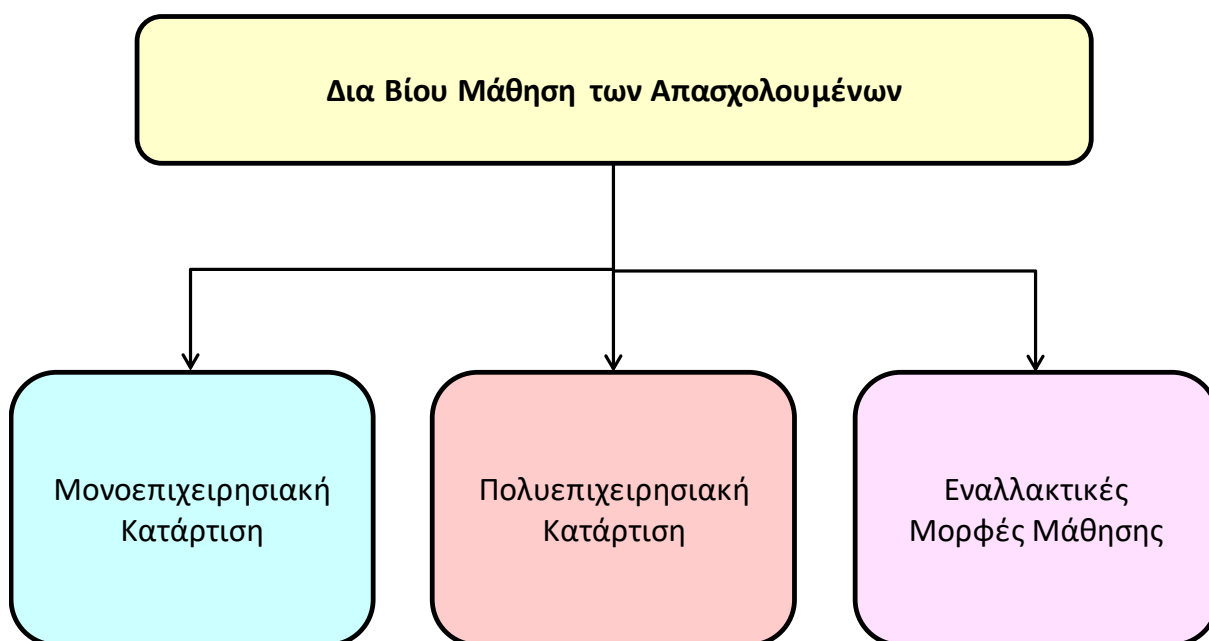 Δια Βίου Μάθηση των Απασχολουμένων
Μονοεπιχειρησιακή
Κατάρτιση
Πολυεπιχειρησιακή
Κατάρτιση
Εναλλακτικές
Μορφές Μάθησης